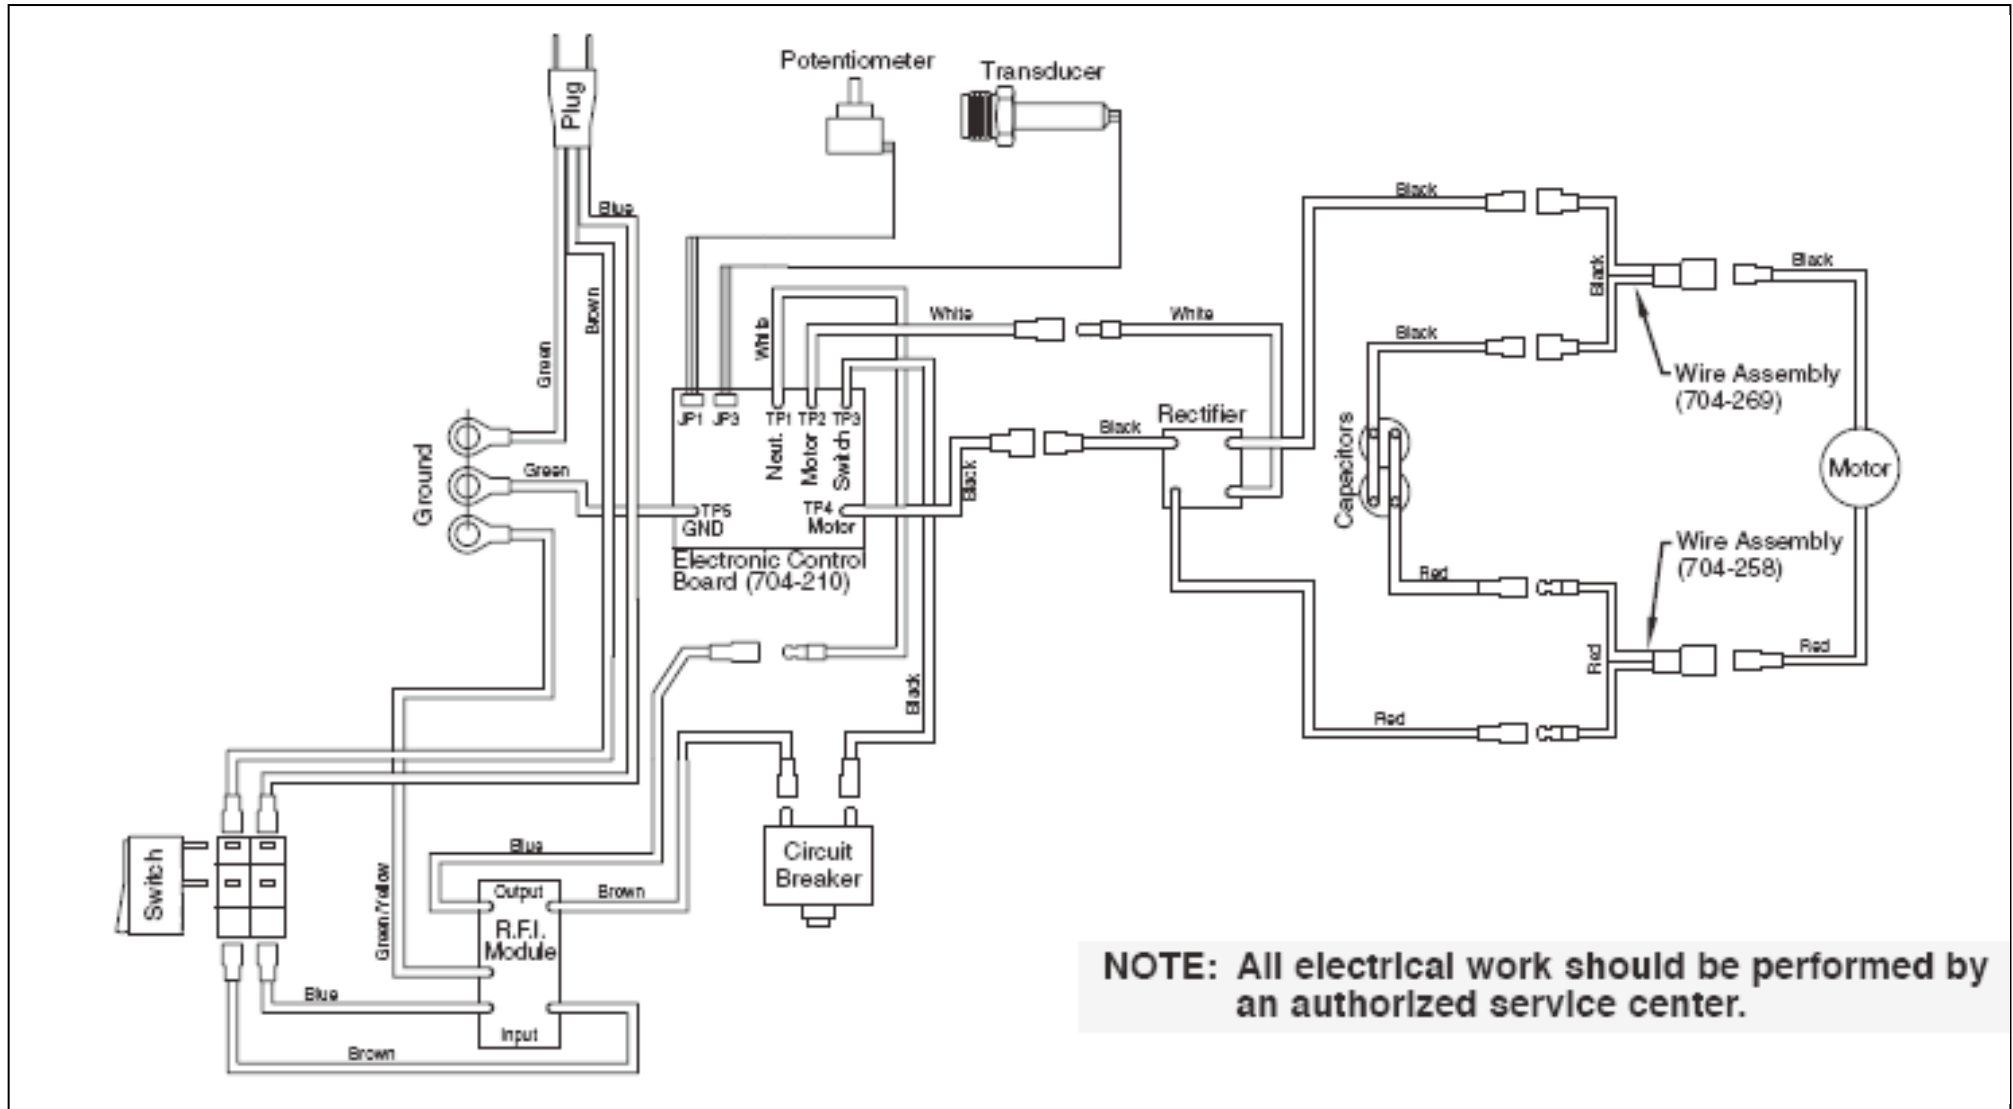 Potentiometer
Transducer
Plug
Blue
Black
Black
Brown
White
White
White
Black
Green
Black
Wire Assembly
(704-269)
JP1 JP3 TP1 TP2 TP3
Neut.
Motor
Switch
Rectifier
Black
Black
Capacitors
Motor
Ground
Green
TP5
GND
TP4
Motor
Electronic Control
Board (704-210)
Wire Assembly
(704-258)
Red
Red
Red
Red
Black
Switch
Green/Yellow
Blue
Output
R.F.I.
Module
Input
Brown
Circuit
Breaker
Blue
Brown
NOTE: All electrical work should be performed by
an authorized service center.